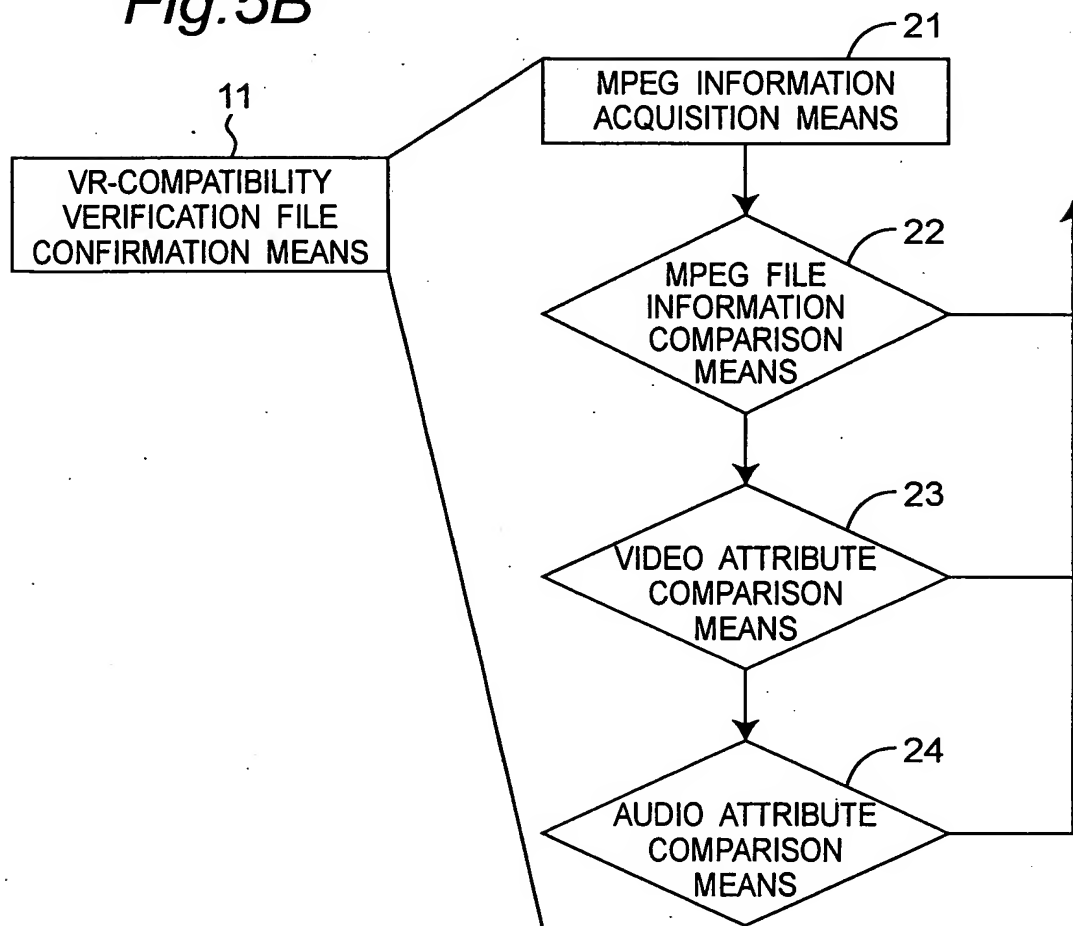 Fig.5B
21
MPEG INFORMATION
ACQUISITION MEANS
11
VR-COMPATIBILITY
VERIFICATION FILE
CONFIRMATION MEANS
22
MPEG FILE
INFORMATION
COMPARISON
MEANS
23
VIDEO ATTRIBUTE
COMPARISON
MEANS
24
AUDIO ATTRIBUTE
COMPARISON
MEANS